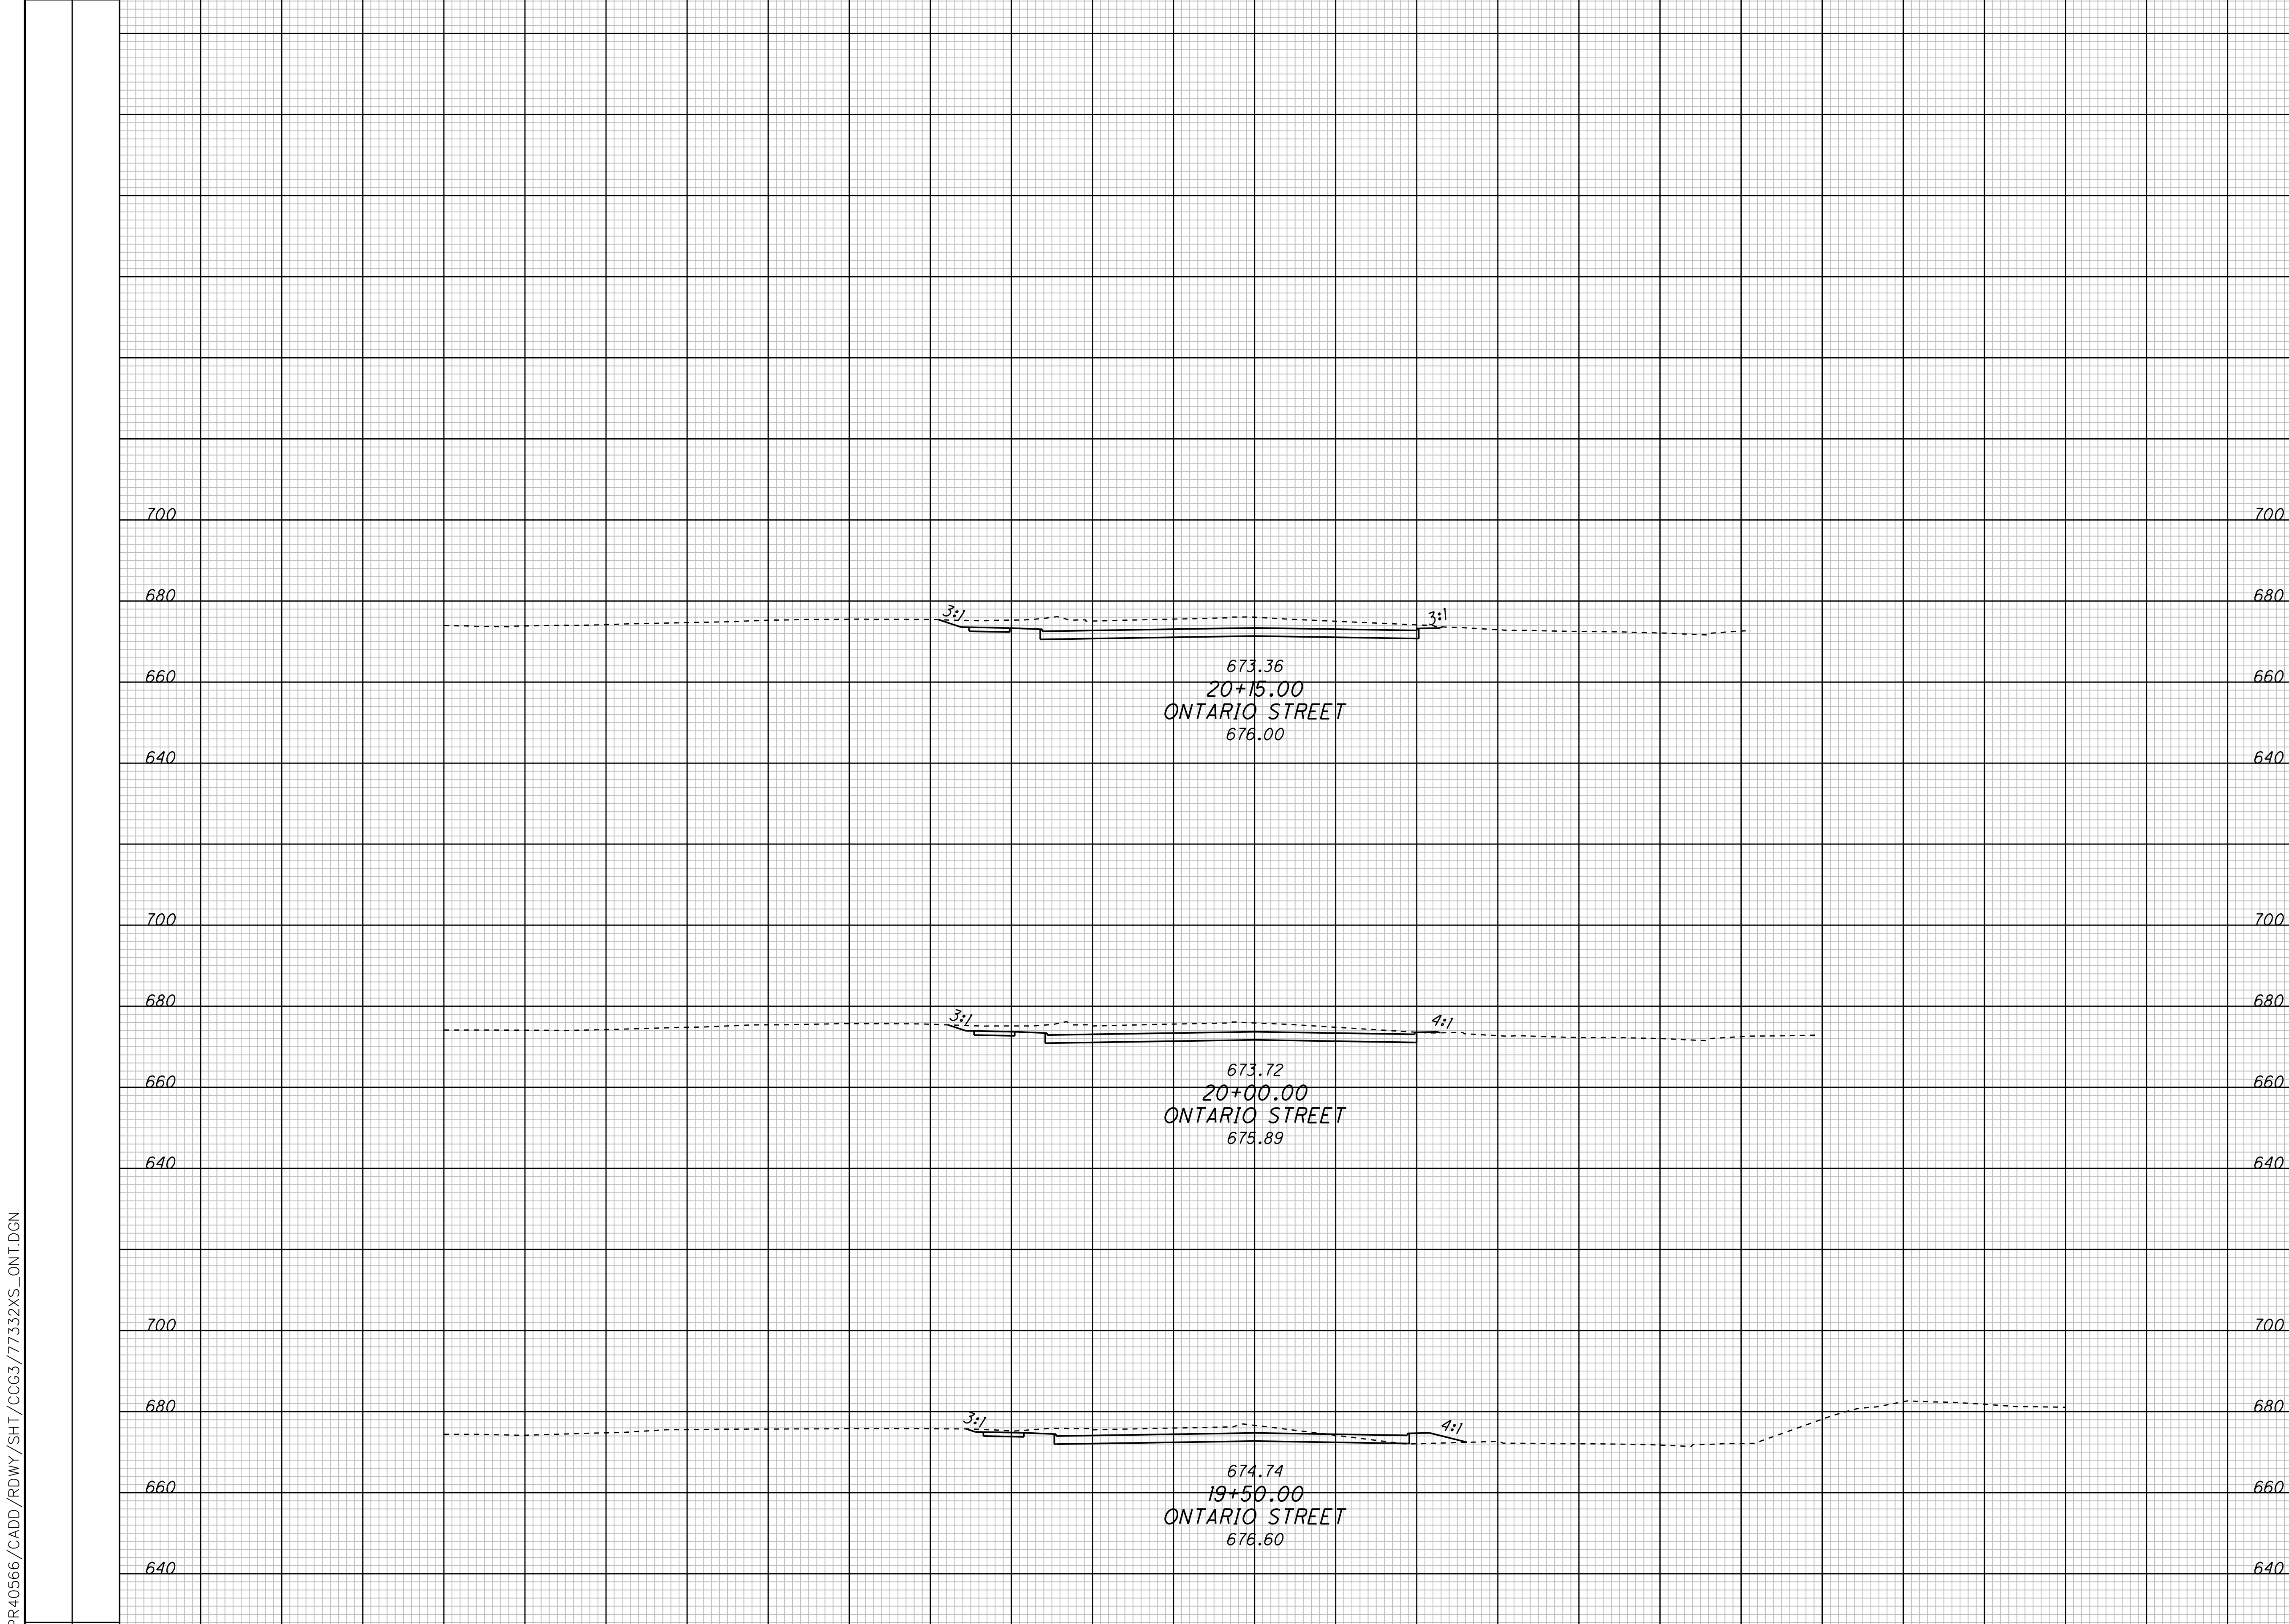 700 700
680 680
3:1 3:1
660 673.36 660
20+15.00
ONTARIO STREET
676.00
640 640
700 700
680 680
3:1 4:1
660 673.72 660
20+00.00
ONTARIO STREET
675.89
640 640
700 700
680 680
3:1 4:1
660 674.74 660
19+50.00
ONTARIO STREET
676.60
640 640
PR40566/CADD/RDWY/SHT/CCG3/77332XS_ONT.DGN